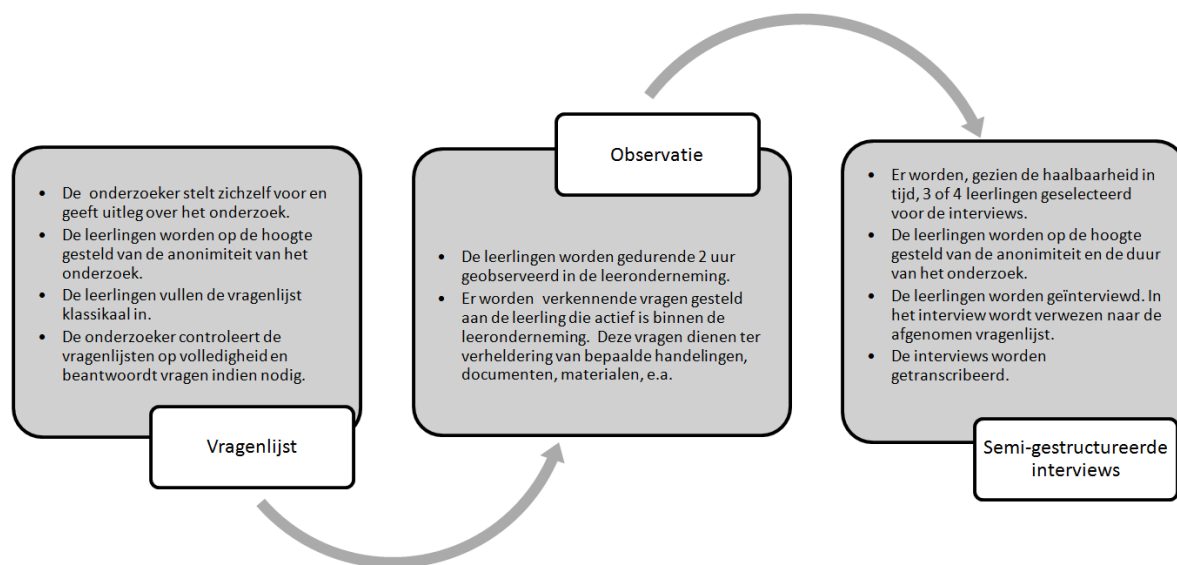 • De  onderzoeker stelt zichzelf voor en
geeft uitleg over het onderzoek.
• De leerlingen worden op de hoogte
gesteld van de anonimiteit van het
onderzoek.
• De leerlingen vullen de vragenlijst
klassikaal in.
• De onderzoeker controleert de
vragenlijsten op volledigheid en
beantwoordt vragen indien nodig.
Vragenlijst
Observatie
• De leerlingen worden gedurende 2 uur
geobserveerd in de leeronderneming.
• Er worden  verkennende vragen gesteld
aan de leerling die actief is binnen de
leeronderneming.  Deze vragen dienen ter
verheldering van bepaalde handelingen,
documenten, materialen, e.a.
• Er worden, gezien de haalbaarheid in
tijd, 3 of 4 leerlingen geselecteerd
voor de interviews.
• De leerlingen worden op de hoogte
gesteld van de anonimiteit en de duur
van het onderzoek.
• De leerlingen worden geïnterviewd. In
het interview wordt verwezen naar de
afgenomen vragenlijst.
• De interviews worden
getranscribeerd.
Semi-gestructureerde
interviews